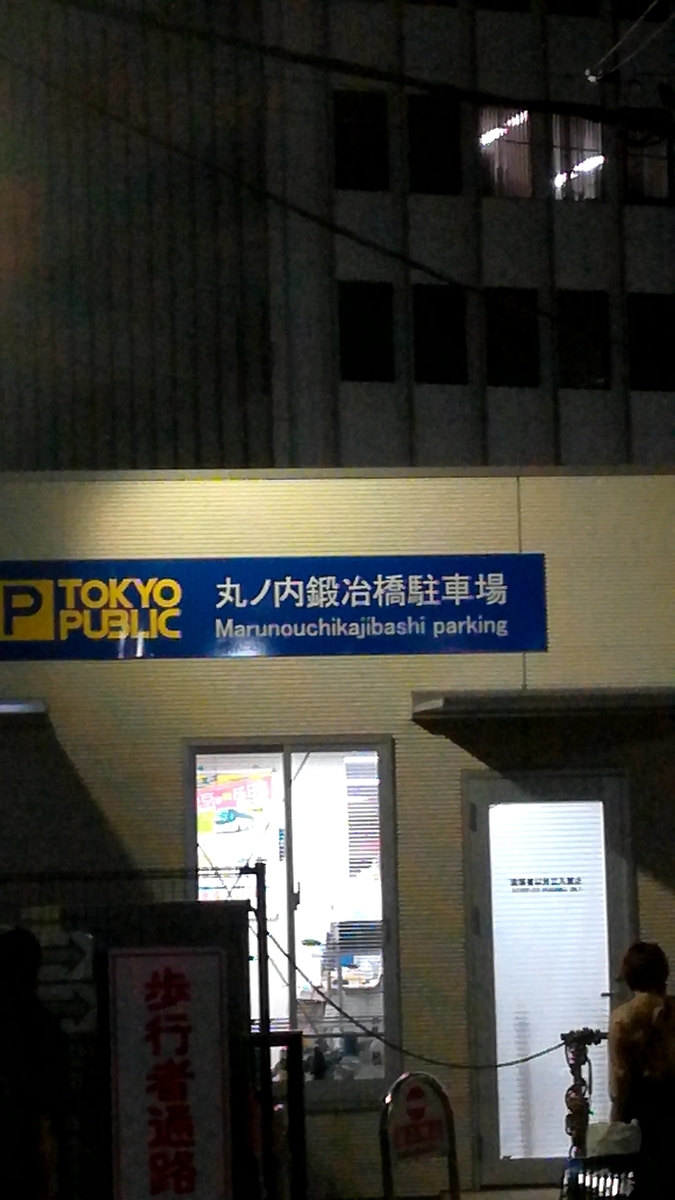 P
TOKYO
PUBLIC
丸ノ内鍛冶橋駐車場
Marunouchikajibashi parking
歩行者通路